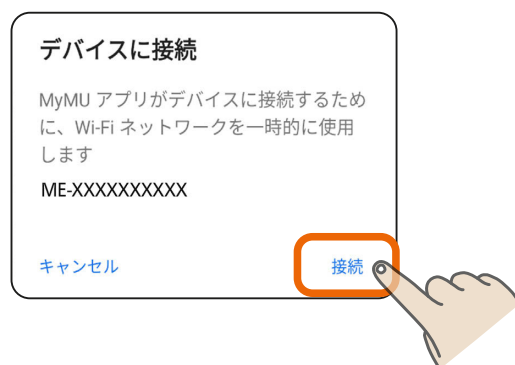 デバイスに接続
MyMU アプリがデバイスに接続するため
に、Wi-Fi ネットワークを一時的に使用
します
ME-XXXXXXXXXX
キャンセル
接続